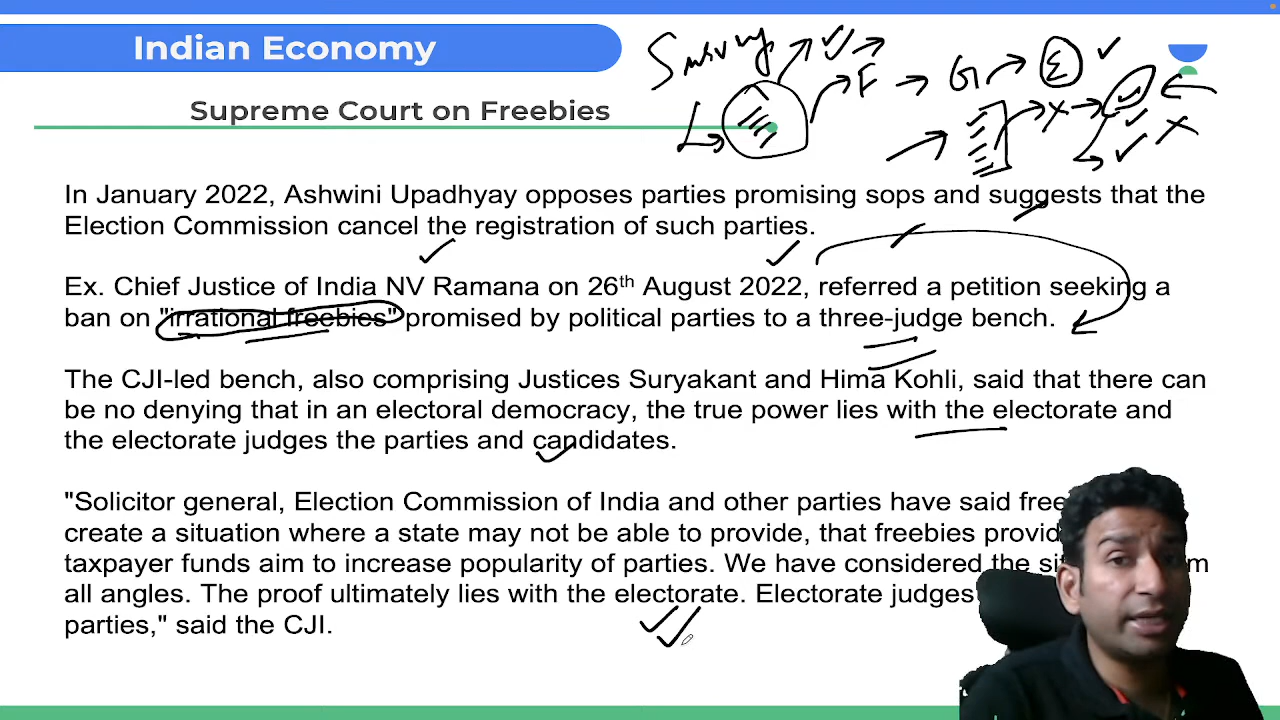 Indian Economy
Supreme Court on Freebies
Survey
F
G
E
X
X
In January 2022, Ashwini Upadhyay opposes parties promising sops and suggests that the
Election Commission cancel the registration of such parties.
Ex. Chief Justice of India NV Ramana on 26th August 2022, referred a petition seeking a
ban on "irrational freebies" promised by political parties to a three-judge bench.
The CJI-led bench, also comprising Justices Suryakant and Hima Kohli, said that there can
be no denying that in an electoral democracy, the true power lies with the electorate and
the electorate judges the parties and candidates.
"Solicitor general, Election Commission of India and other parties have said
create a situation where a state may not be able to provide, that freebies
taxpayer funds aim to increase popularity of parties. We have considered the
all angles. The proof ultimately lies with the electorate. Electorate judges
parties," said the CJI.